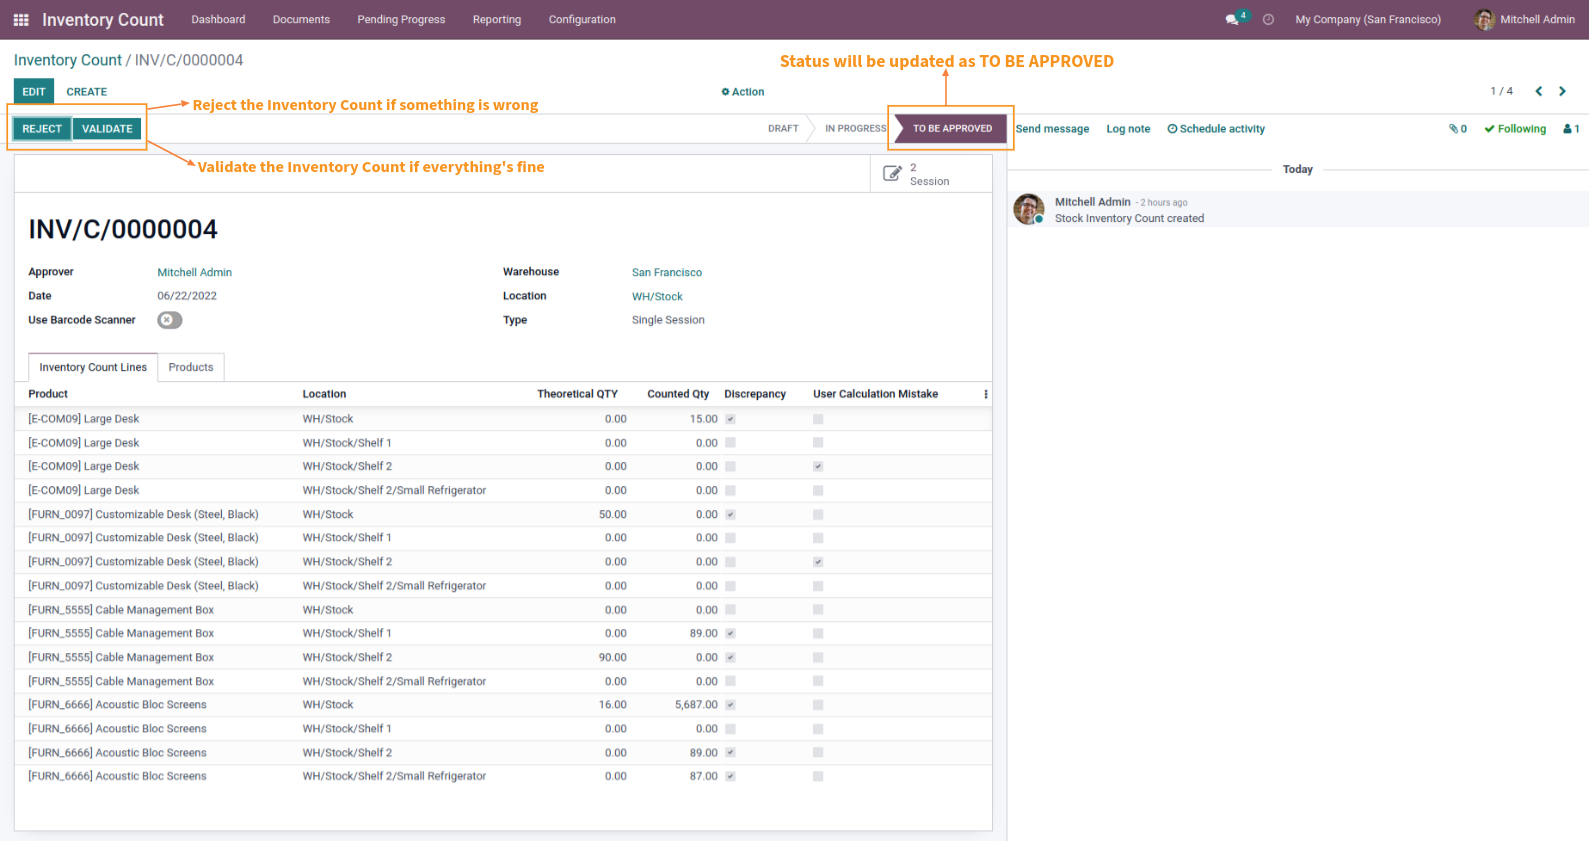 Inventory Count Dashboard Documents Pending Progress Reporting Configuration 4 My Company (San Francisco) Mitchell Admin
Inventory Count / INV/C/0000004
Status will be updated as TO BE APPROVED
EDIT CREATE Action 1 / 4
Reject the Inventory Count if something is wrong
REJECT VALIDATE DRAFT IN PROGRESS TO BE APPROVED Send message Log note Schedule activity 0 Following 1
Validate the Inventory Count if everything's fine
2
Session
Today
Mitchell Admin - 2 hours ago
Stock Inventory Count created
INV/C/0000004
Approver Mitchell Admin Warehouse San Francisco
Date 06/22/2022 Location WH/Stock
Use Barcode Scanner Type Single Session
Inventory Count Lines Products
Product Location Theoretical QTY Counted Qty Discrepancy User Calculation Mistake
[E-COM09] Large Desk WH/Stock 0.00 15.00
[E-COM09] Large Desk WH/Stock/Shelf 1 0.00 0.00
[E-COM09] Large Desk WH/Stock/Shelf 2 0.00 0.00
[E-COM09] Large Desk WH/Stock/Shelf 2/Small Refrigerator 0.00 0.00
[FURN_0097] Customizable Desk (Steel, Black) WH/Stock 50.00 0.00
[FURN_0097] Customizable Desk (Steel, Black) WH/Stock/Shelf 1 0.00 0.00
[FURN_0097] Customizable Desk (Steel, Black) WH/Stock/Shelf 2 0.00 0.00
[FURN_0097] Customizable Desk (Steel, Black) WH/Stock/Shelf 2/Small Refrigerator 0.00 0.00
[FURN_5555] Cable Management Box WH/Stock 0.00 0.00
[FURN_5555] Cable Management Box WH/Stock/Shelf 1 0.00 89.00
[FURN_5555] Cable Management Box WH/Stock/Shelf 2 90.00 0.00
[FURN_5555] Cable Management Box WH/Stock/Shelf 2/Small Refrigerator 0.00 0.00
[FURN_6666] Acoustic Bloc Screens WH/Stock 16.00 5,687.00
[FURN_6666] Acoustic Bloc Screens WH/Stock/Shelf 1 0.00 0.00
[FURN_6666] Acoustic Bloc Screens WH/Stock/Shelf 2 0.00 89.00
[FURN_6666] Acoustic Bloc Screens WH/Stock/Shelf 2/Small Refrigerator 0.00 87.00